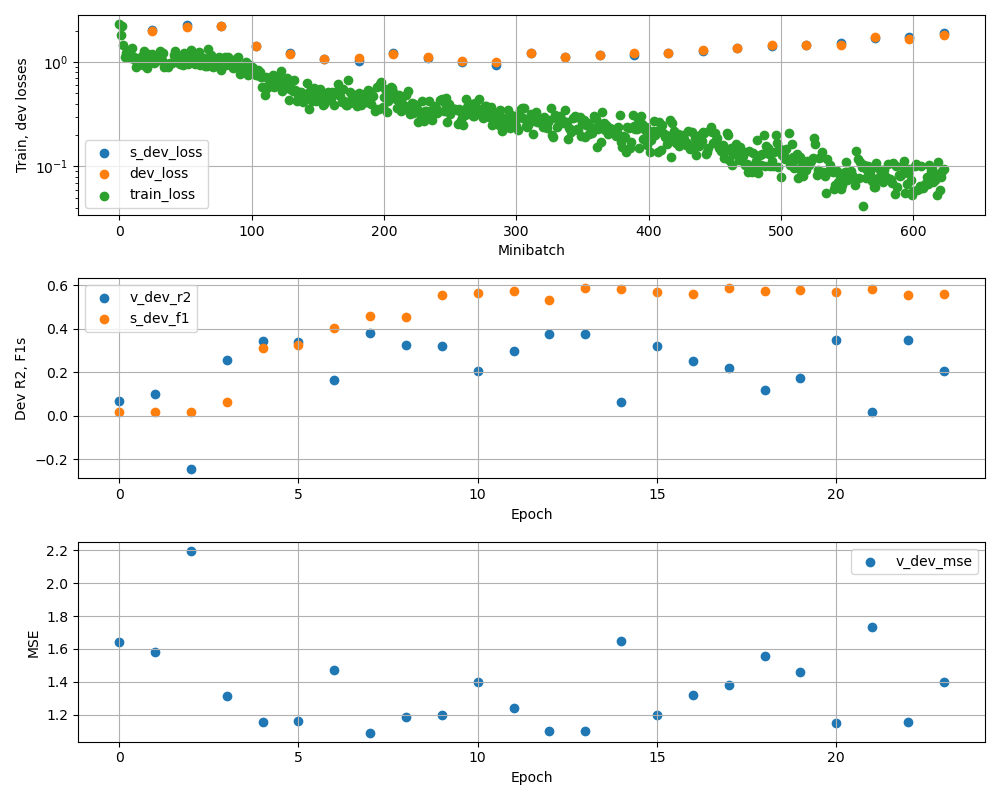 Train, dev losses
10^0
10^−1
s_dev_loss
dev_loss
train_loss
0 100 200 300 400 500 600
Minibatch
Dev R2, F1s
0.6
0.4
0.2
0.0
−0.2
v_dev_r2
s_dev_f1
0 5 10 15 20
Epoch
MSE
2.2
2.0
1.8
1.6
1.4
1.2
v_dev_mse
0 5 10 15 20
Epoch